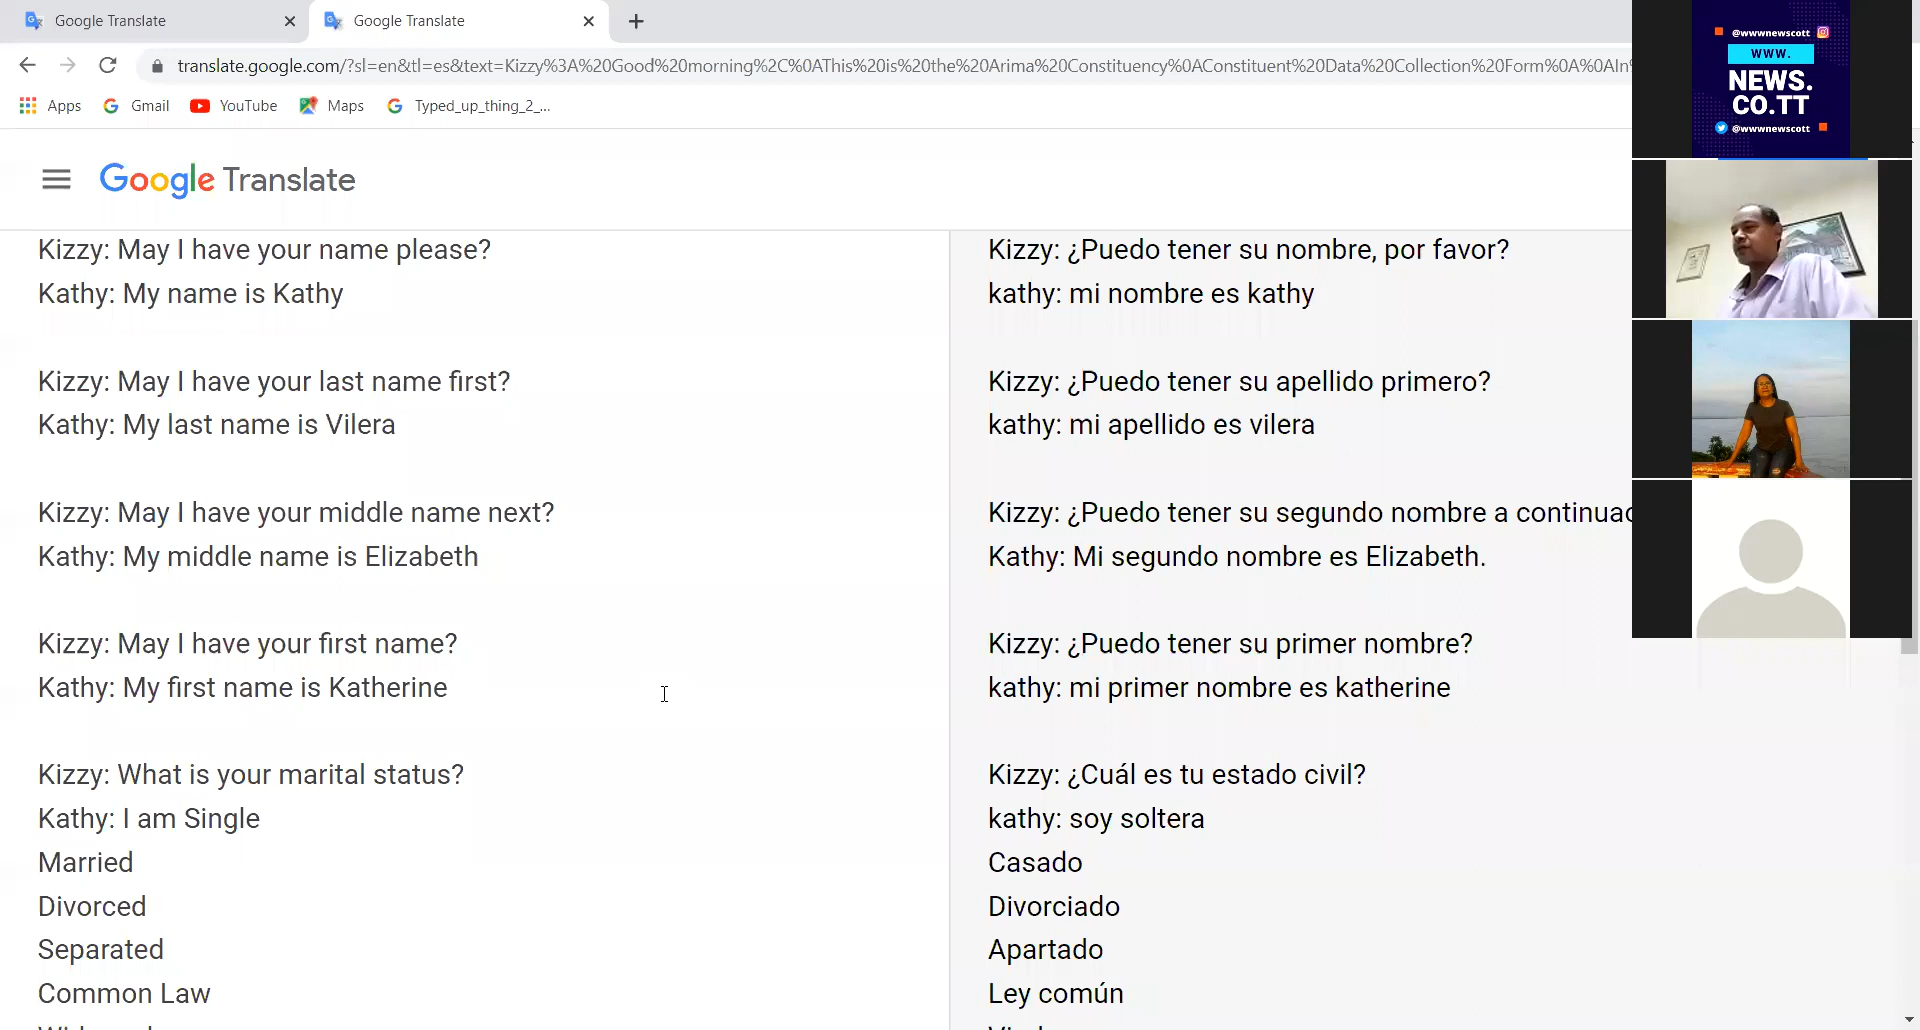 Google Translate
Google Translate
translate.google.com/?sl=en&tl=es&text=Kizzy%3A%20Good%20morning%2C%0AThis%20is%20the%20Arima%20Constituency%0AConstituent%20Data%20Collection%20Form%0A%0AIn%
Apps
Gmail
YouTube
Maps
Typed_up_thing_2_...
Google Translate
Kizzy: May I have your name please?
Kathy: My name is Kathy
Kizzy: May I have your last name first?
Kathy: My last name is Vilera
Kizzy: May I have your middle name next?
Kathy: My middle name is Elizabeth
Kizzy: May I have your first name?
Kathy: My first name is Katherine
Kizzy: What is your marital status?
Kathy: I am Single
Married
Divorced
Separated
Common Law
Kizzy: ¿Puedo tener su nombre, por favor?
kathy: mi nombre es kathy
Kizzy: ¿Puedo tener su apellido primero?
kathy: mi apellido es vilera
Kizzy: ¿Puedo tener su segundo nombre a continuac
Kathy: Mi segundo nombre es Elizabeth.
Kizzy: ¿Puedo tener su primer nombre?
kathy: mi primer nombre es katherine
Kizzy: ¿Cuál es tu estado civil?
kathy: soy soltera
Casado
Divorciado
Apartado
Ley común
@wwwnewscott
WWW.
NEWS.
CO.TT
@wwwnewscott